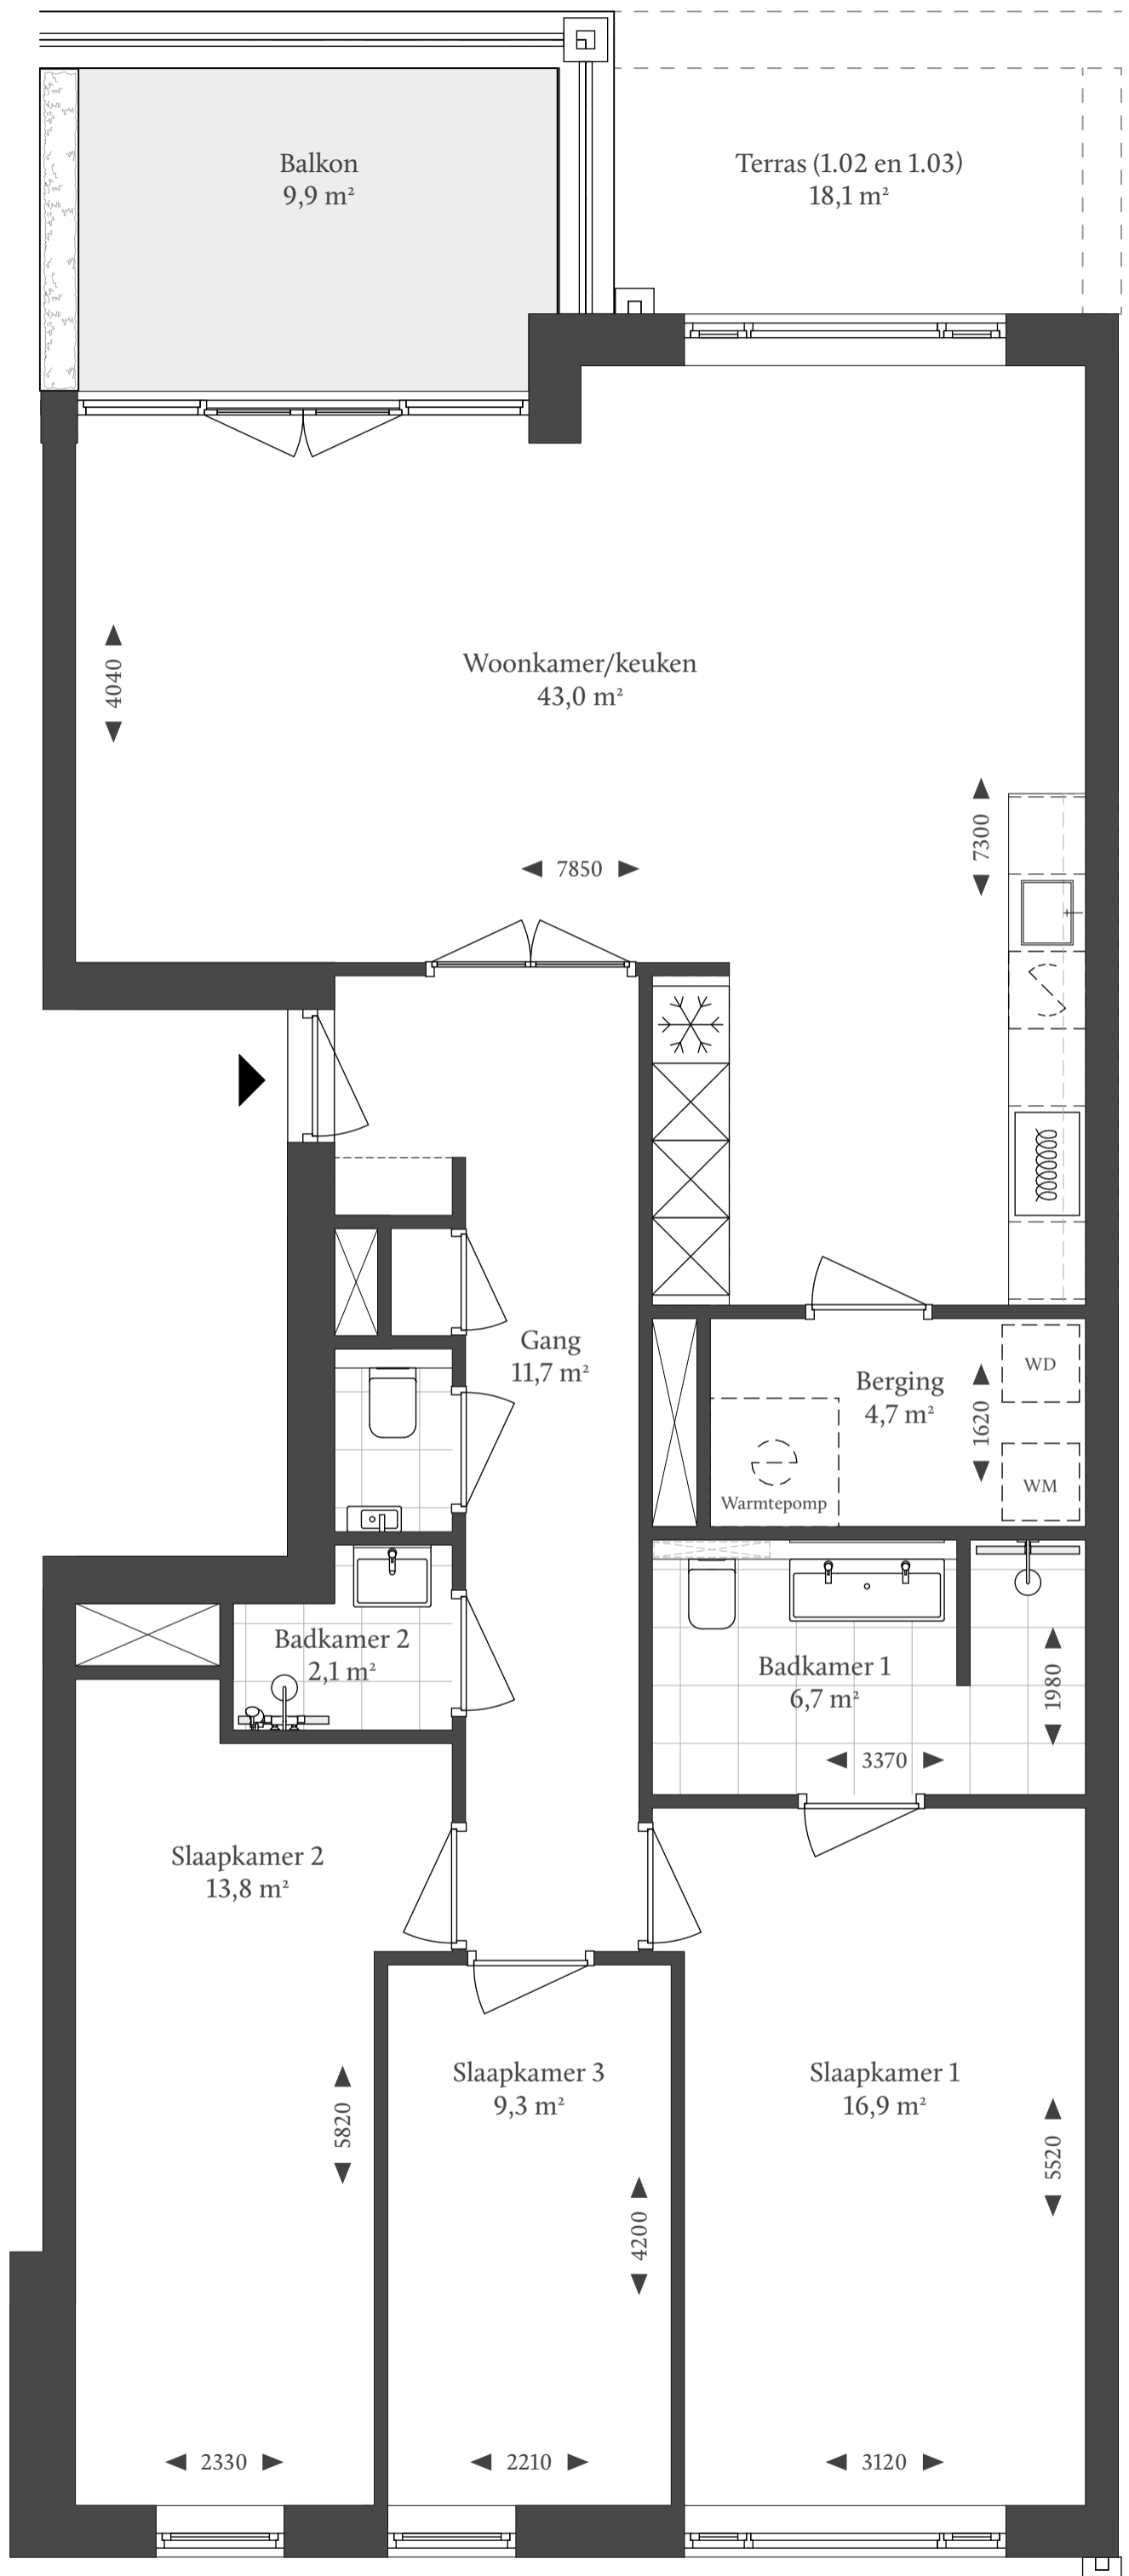 Balkon
9,9 m²
Terras (1.02 en 1.03)
18,1 m²
Woonkamer/keuken
43,0 m²
4040
7300
7850
Gang
11,7 m²
Berging
4,7 m²
1620
WD
WM
Warmtepomp
Badkamer 2
2,1 m²
Badkamer 1
6,7 m²
1980
3370
Slaapkamer 2
13,8 m²
Slaapkamer 3
9,3 m²
Slaapkamer 1
16,9 m²
5820
5520
4200
2330
2210
3120